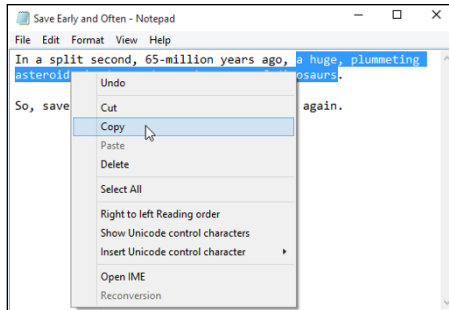 Save Early and Often - Notepad
File Edit Format View Help
In a split second, 65-million years ago, a huge, plummeting
asteroid osaurs.
So, save again.
Undo
Cut
Copy
Paste
Delete
Select All
Right to left Reading order
Show Unicode control characters
Insert Unicode control character
Open IME
Reconversion